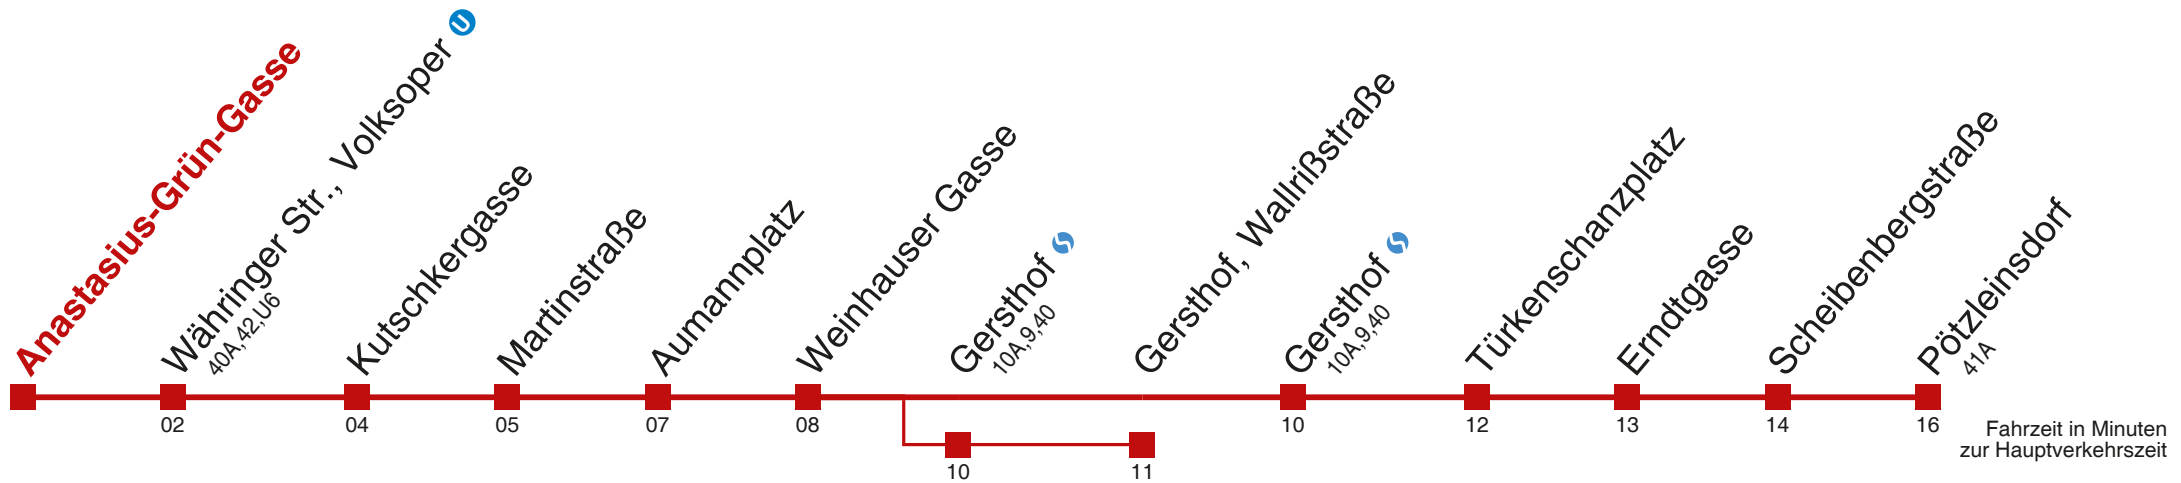 Anastasius-Grün-Gasse
Währinger Str., Volksoper U
40A,42,U6
Kutschkergasse
Martinstraße
Aumannplatz
Weinhauser Gasse
Gersthof S
10A,9,40
Gersthof, Wallrißstraße
Gersthof S
10A,9,40
Türkenschanzplatz
Erndtgasse
Scheibenbergstraße
Pötzleinsdorf
41A
02
04
05
07
08
10
12
13
14
16
10
11
Fahrzeit in Minuten
zur Hauptverkehrszeit